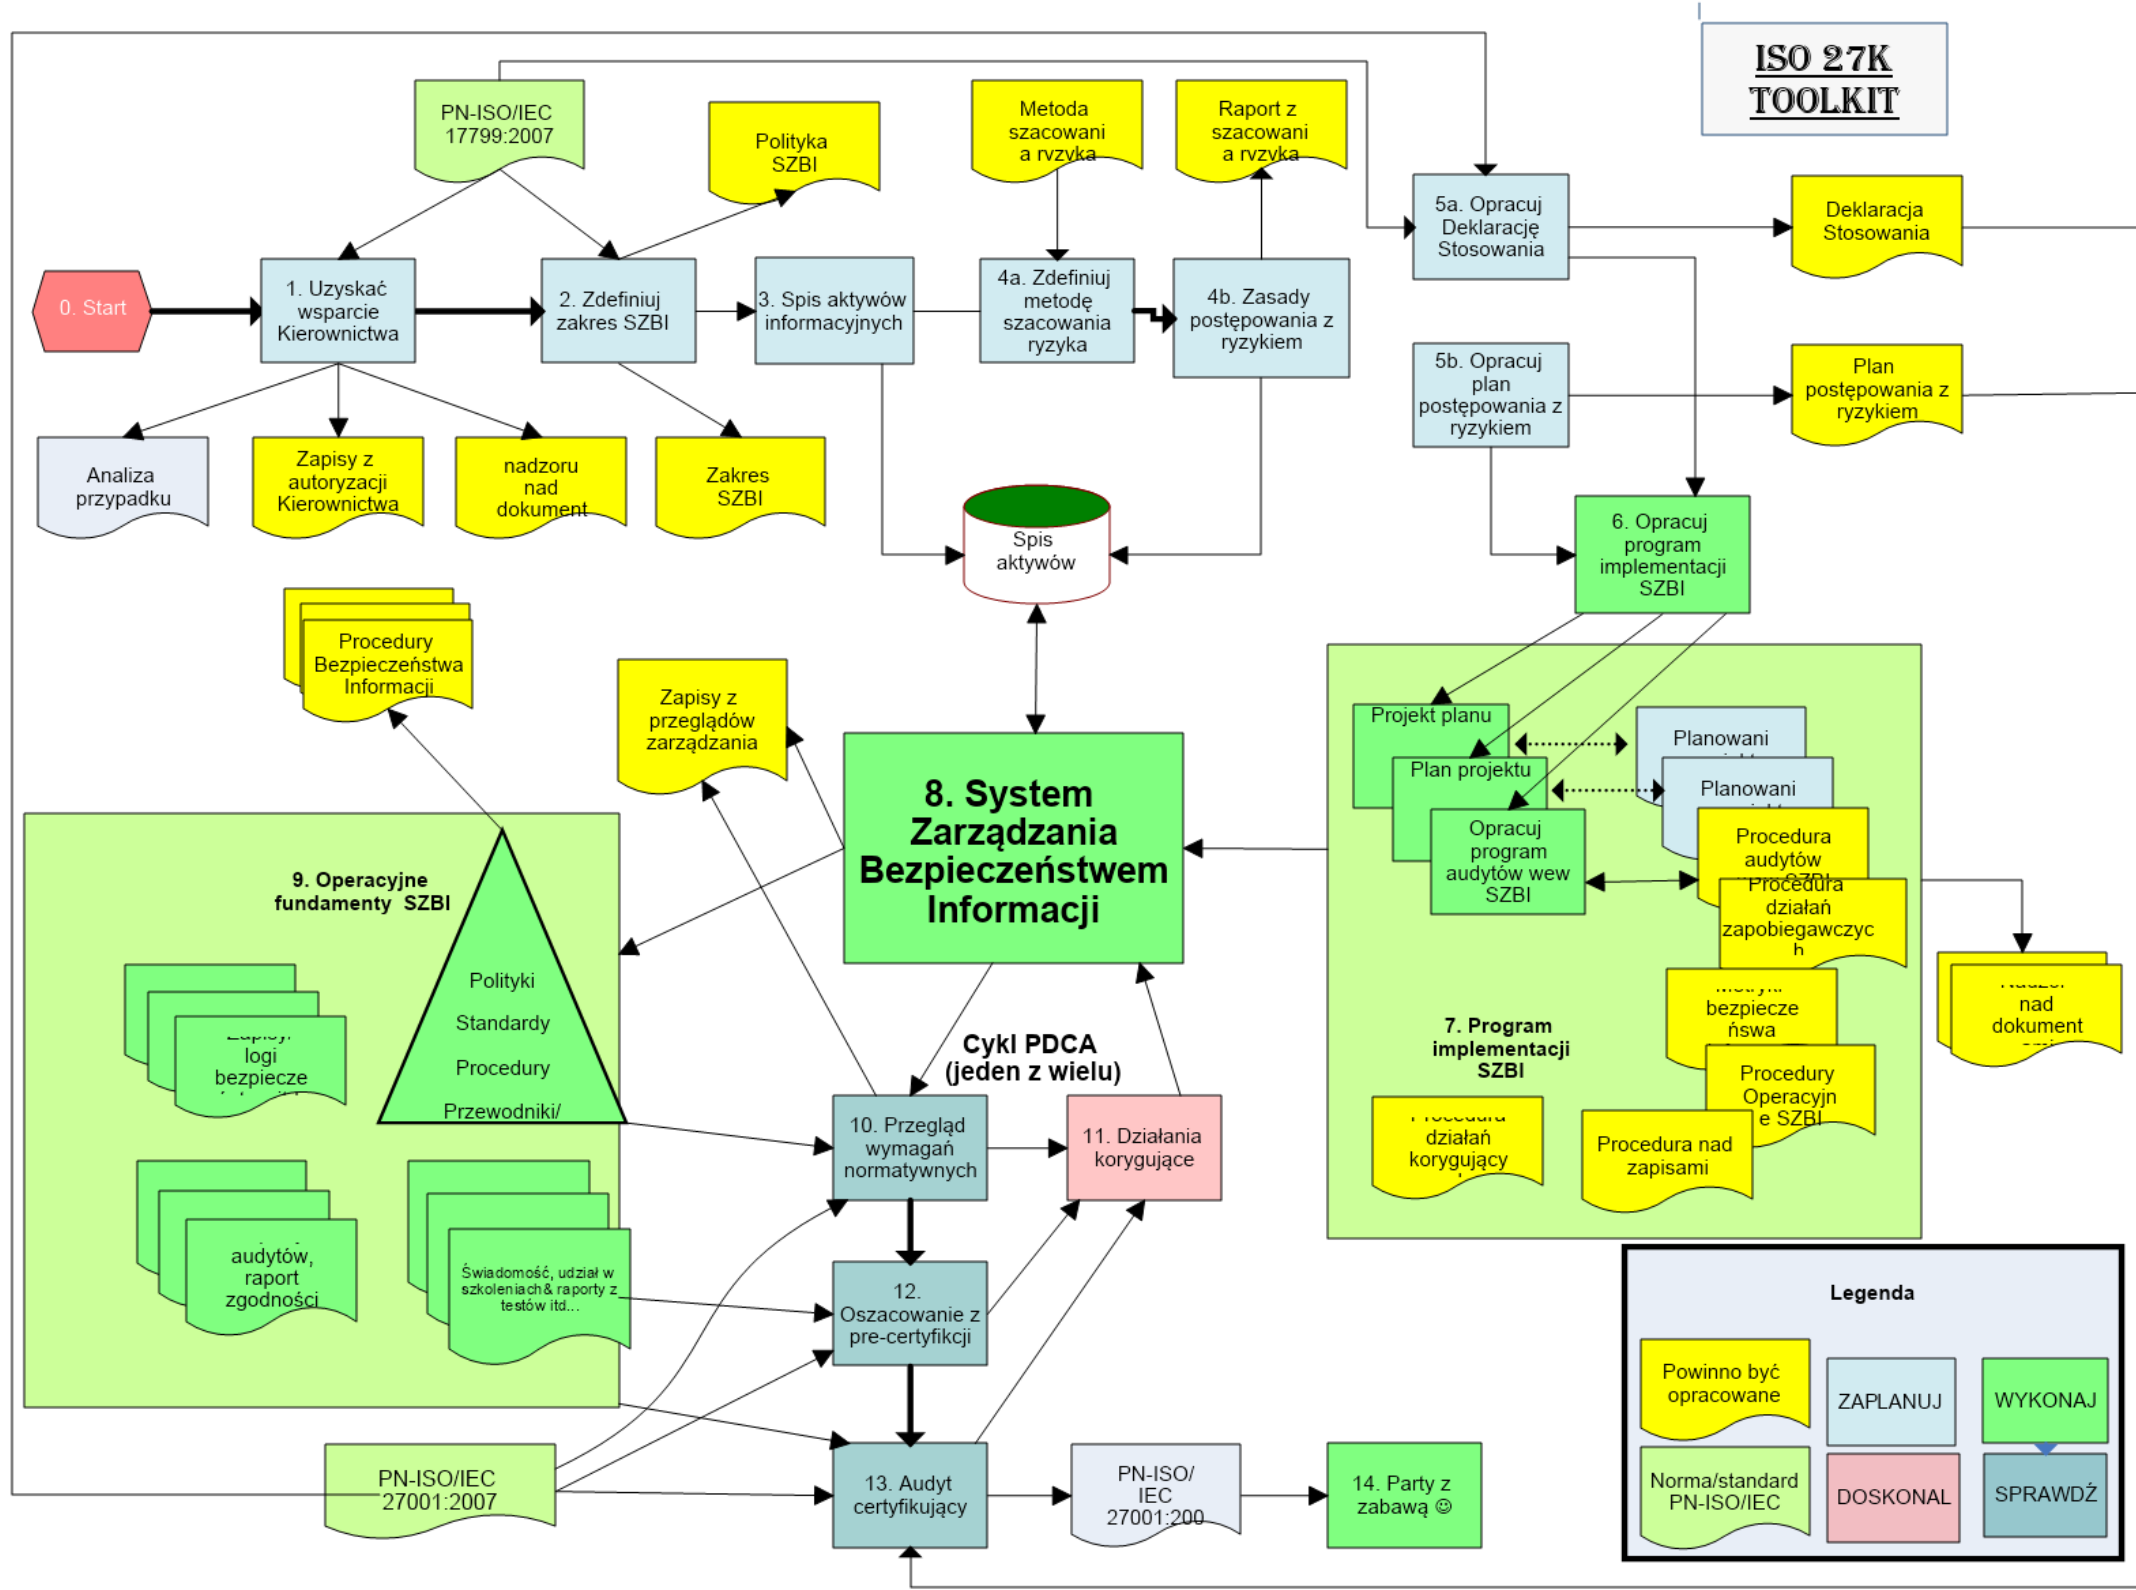 ISO 27K
TOOLKIT
PN-ISO/IEC
17799:2007
Polityka
SZBI
Metoda
szacowani
a ryzyka
Raport z
szacowani
a ryzyka
5a. Opracuj
Deklarację
Stosowania
Deklaracja
Stosowania
0. Start
1. Uzyskać
wsparcie
Kierownictwa
2. Zdefiniuj
zakres SZBI
3. Spis aktywów
informacyjnych
4a. Zdefiniuj
metodę
szacowania
ryzyka
4b. Zasady
postępowania z
ryzykiem
5b. Opracuj
plan
postępowania z
ryzykiem
Plan
postępowania z
ryzykiem
Analiza
przypadku
Zapisy z
autoryzacji
Kierownictwa
nadzoru
nad
dokument
Zakres
SZBI
Spis
aktywów
6. Opracuj
program
implementacji
SZBI
Procedury
Bezpieczeństwa
Informacji
Zapisy z
przeglądów
zarządzania
8. System
Zarządzania
Bezpieczeństwem
Informacji
Projekt planu
Plan projektu
Opracuj
program
audytów wew
SZBI
Planowani
Planowani
Procedura
audytów
SZBI
Procedura
działań
zapobiegawczyc
h
bezpiecze
ństwa
Procedury
Operacyjn
e SZBI
Procedura nad
zapisami
7. Program
implementacji
SZBI
Procedura
działań
korygujący
nad
dokument
9. Operacyjne
fundamenty SZBI
Polityki
Standardy
Procedury
Przewodniki/
logi
bezpiecze
audytów,
raport
zgodności
Świadomość, udział w
szkoleniach& raporty z
testów itd...
Cykl PDCA
(jeden z wielu)
10. Przegląd
wymagań
normatywnych
11. Działania
korygujące
12.
Oszacowanie z
pre-certyfikcji
13. Audyt
certyfikujący
PN-ISO/IEC
27001:2007
PN-ISO/
IEC
27001:200
14. Party z
zabawą ☺
Legenda
Powinno być
opracowane
ZAPLANUJ
WYKONAJ
Norma/standard
PN-ISO/IEC
DOSKONAL
SPRAWDŹ